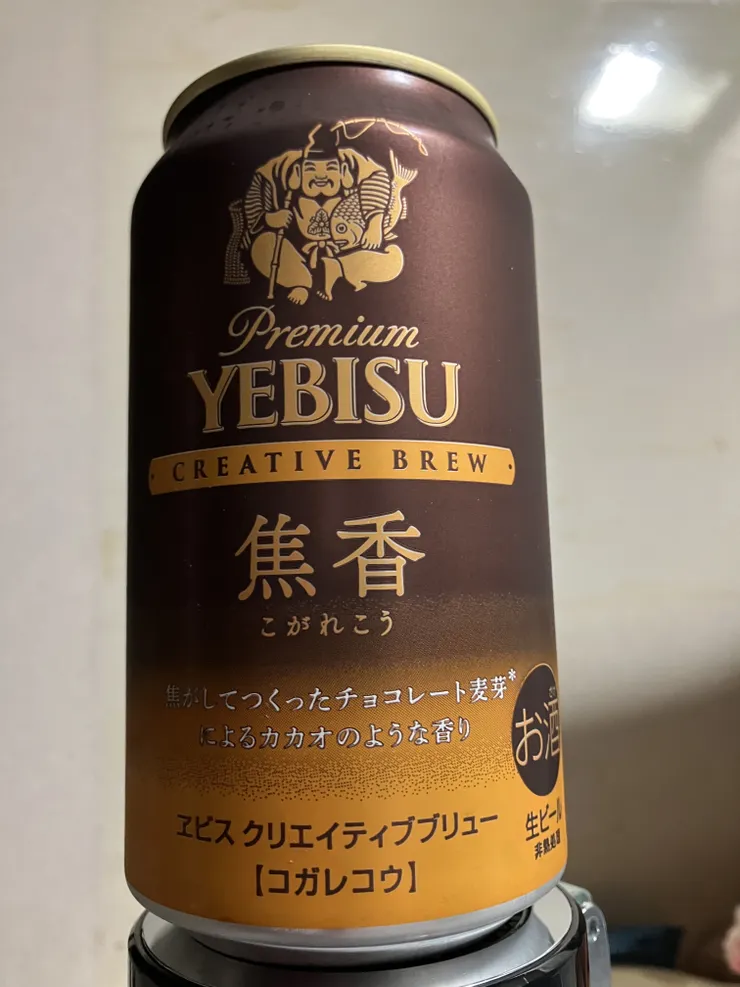 Premium
YEBISU
CREATIVE BREW
焦香
こがれこう
焦がしてつくったチョコレート麦芽*
によるカカオのような香り
お酒
生ビール
非熱処理
ヱビス クリエイティブブリュー
【コガレコウ】